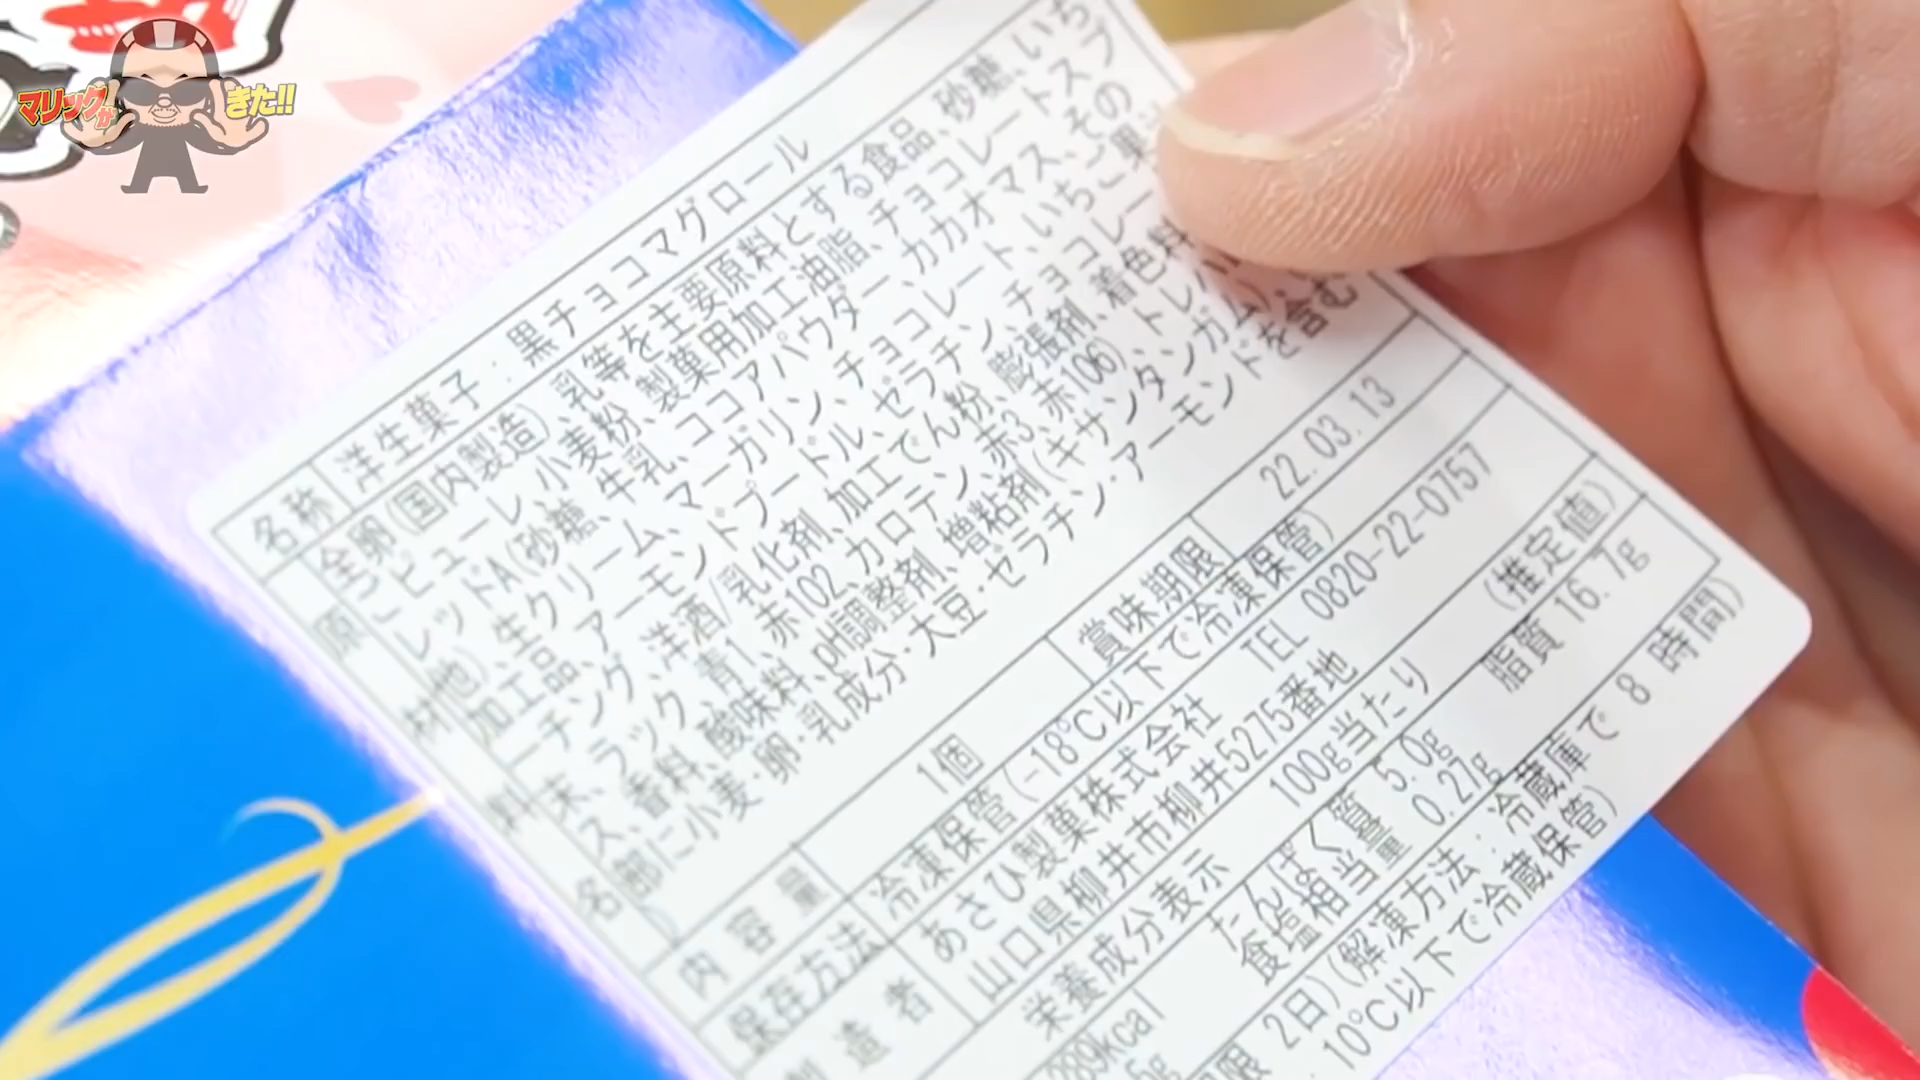 マリックが
きた!!
名称 洋生菓子:黒チョコマグロール
全卵(国内製造)、乳等を主要原料とする食品、砂糖、いち
ごピューレ、小麦粉、製菓用加工油脂、チョコレートスプ
レッドA(砂糖、牛乳、ココアパウダー、カカオマス、その
他)、生クリーム、マーガリン、チョコレート、いちご果
加工品、アーモンドプードル、ゼラチン、チョコレー
ーチング、洋酒/乳化剤、加工でん粉、膨張剤、着色料
末、ラック、青1、赤102、カロテン、赤3、赤106)、トレハ
ス、香料、酸味料、pH調整剤、増粘剤(キサンタンガム)、
部に小麦・卵・乳成分・大豆・ゼラチン・アーモンドを含む
)
原材料名
内容量 1個 賞味期限 22.03.13
保存方法 冷凍保管(-18℃以下で冷凍保管)
製造者 あさひ製菓株式会社 TEL 0820-22-0757
山口県柳井市柳井5275番地
栄養成分表示 100g当たり (推定値)
389kcal たんぱく質 5.0g 脂質 16.7g
5g 食塩相当量 0.27g
限 2日)(解凍方法:冷蔵庫で 8 時間)
10℃以下で冷蔵保管)